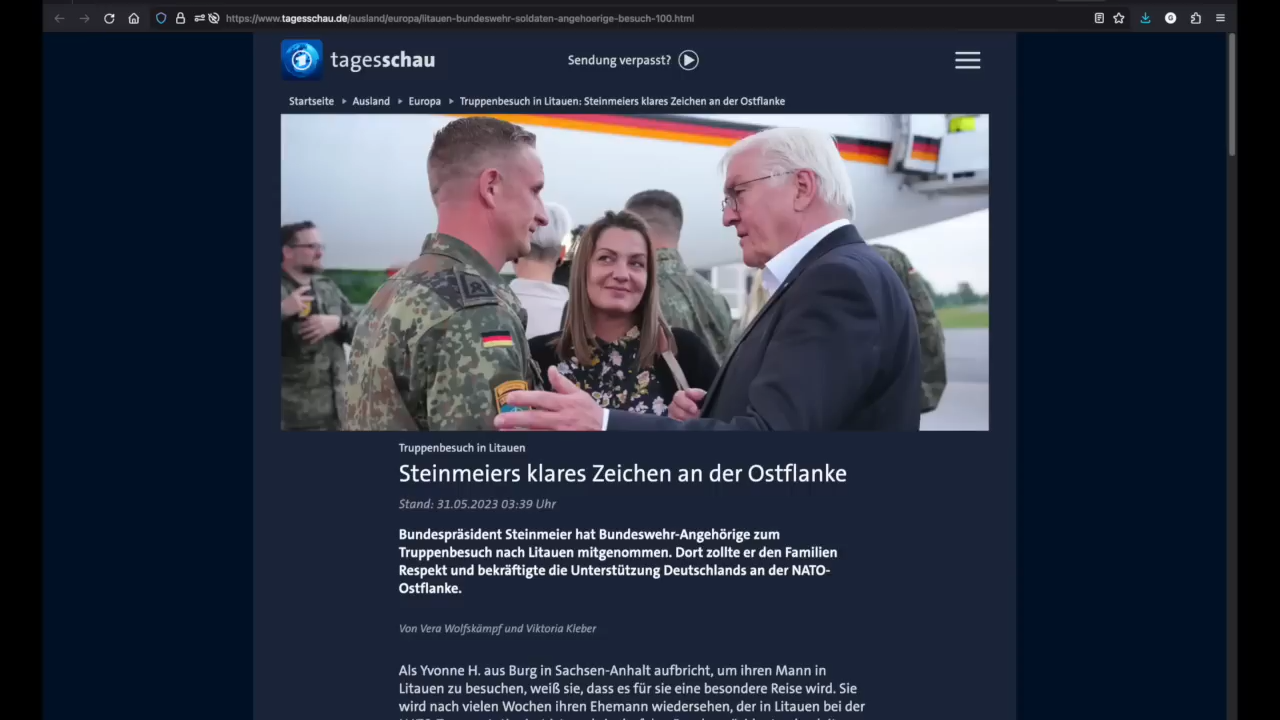 https://www.tagesschau.de/ausland/europa/litauen-bundeswehr-soldaten-angehoerige-besuch-100.html
tagesschau
Sendung verpasst?
Startseite
Ausland
Europa
Truppenbesuch in Litauen: Steinmeiers klares Zeichen an der Ostflanke
Truppenbesuch in Litauen
Steinmeiers klares Zeichen an der Ostflanke
Stand: 31.05.2023 03:39 Uhr
Bundespräsident Steinmeier hat Bundeswehr-Angehörige zum
Truppenbesuch nach Litauen mitgenommen. Dort zollte er den Familien
Respekt und bekräftigte die Unterstützung Deutschlands an der NATO-
Ostflanke.
Von Vera Wolfskämpf und Viktoria Kleber
Als Yvonne H. aus Burg in Sachsen-Anhalt aufbricht, um ihren Mann in
Litauen zu besuchen, weiß sie, dass es für sie eine besondere Reise wird. Sie
wird nach vielen Wochen ihren Ehemann wiedersehen, der in Litauen bei der